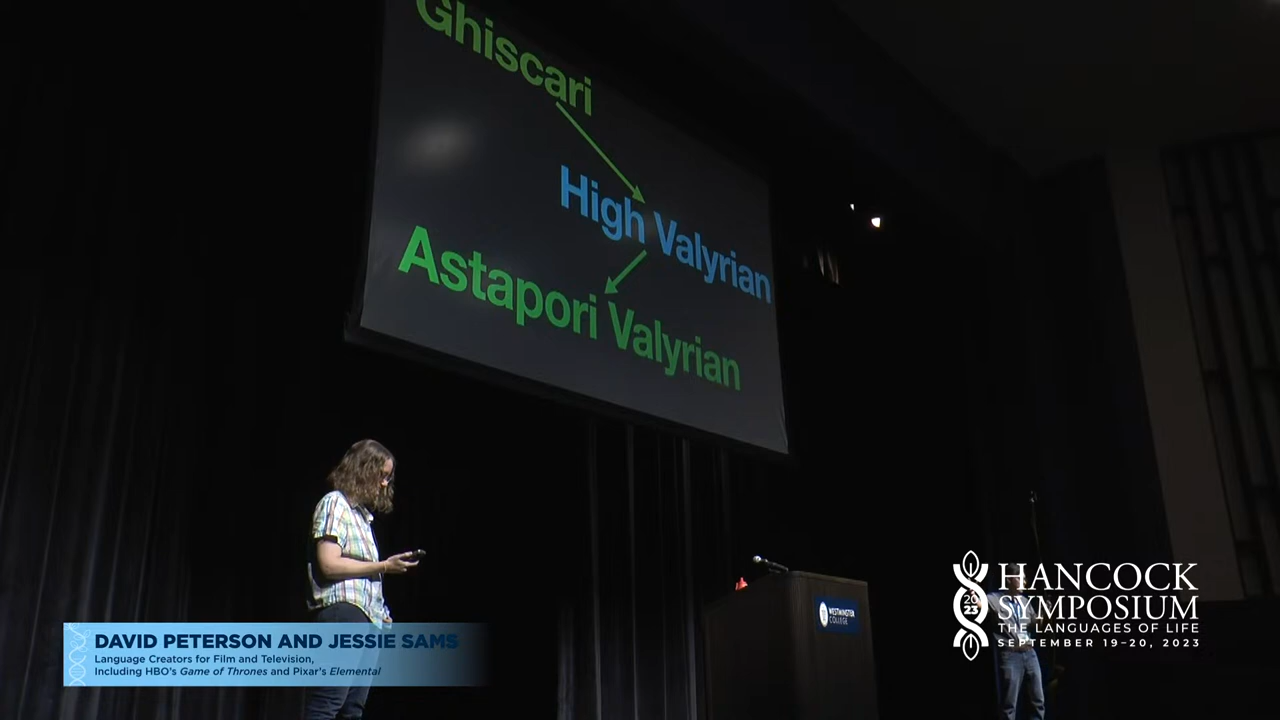 Ghiscari
High Valyrian
Astapori Valyrian
WESTMINSTER
COLLEGE
DAVID PETERSON AND JESSIE SAMS
Language Creators for Film and Television,
Including HBO's Game of Thrones and Pixar's Elemental
2023
HANCOCK
SYMPOSIUM
THE LANGUAGES OF LIFE
SEPTEMBER 19–20, 2023